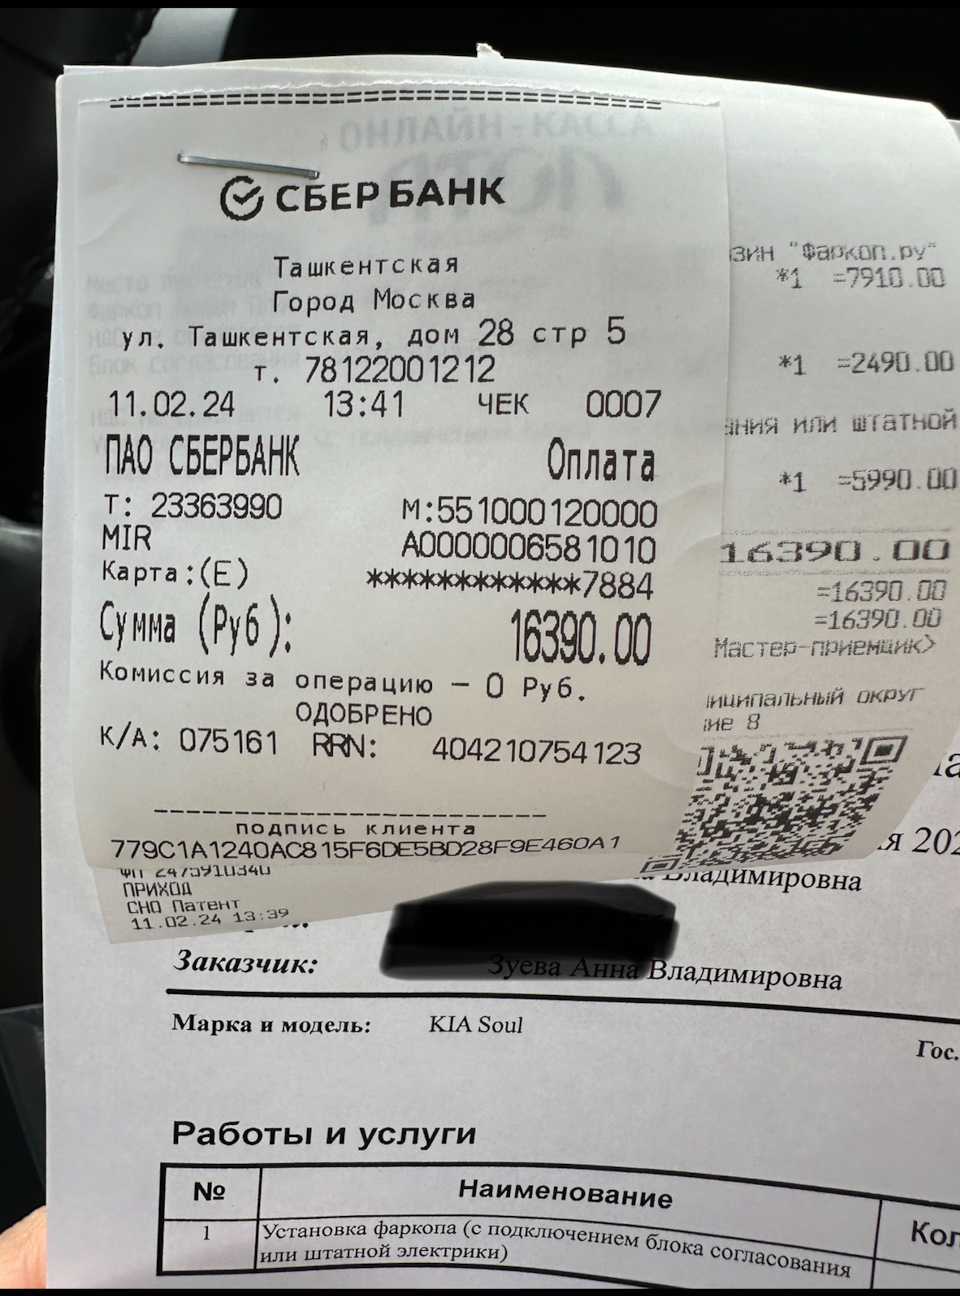 СБЕР БАНК
Ташкентская
Город Москва
ул. Ташкентская, дом 28 стр 5
т. 78122001212
11.02.24 13:41 ЧЕК 0007
ПАО СБЕРБАНК Оплата
Т: 23363990 М:551000120000
MIR A0000006581010
Карта:(Е) ************7884
Сумма (Руб): 16390.00
Комиссия за операцию – 0 Руб.
ОДОБРЕНО
К/А: 075161 RRN: 404210754123
подпись клиента
779C1A1240AC815F6DE5BD28F9E460A1
"Фаркоп.ру"
*1 =7910.00
*1 =2490.00
или штатной
*1 =5990.00
16390.00
=16390.00
=16390.00
Мастер-приемщик>
округ
8
ПРИХОД
СНО Патент
11.02.24 13:39
Владимировна
Заказчик: Зуева Анна Владимировна
Марка и модель: KIA Soul
Гос.
Работы и услуги
№ Наименование Кол
1 Установка фаркопа (с подключением блока согласования
или штатной электрики)